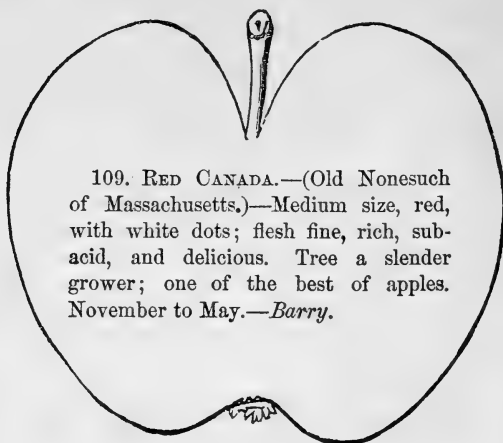 109. RED CANADA.—(Old Nonesuch
of Massachusetts.)—Medium size, red,
with white dots; flesh fine, rich, sub-
acid, and delicious. Tree a slender
grower; one of the best of apples.
November to May.—Barry.